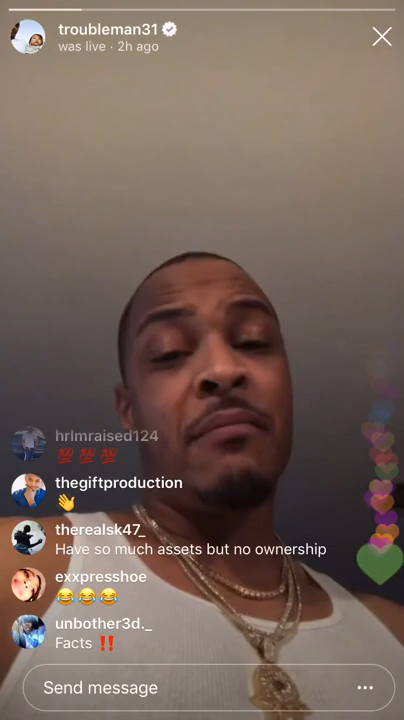 troubleman31
was live · 2h ago
hrlmraised124
💯 💯 💯
thegiftproduction
👋
therealsk47_
Have so much assets but no ownership
exxpresshoe
😂 😂 😂
unbother3d._
Facts ‼️
Send message